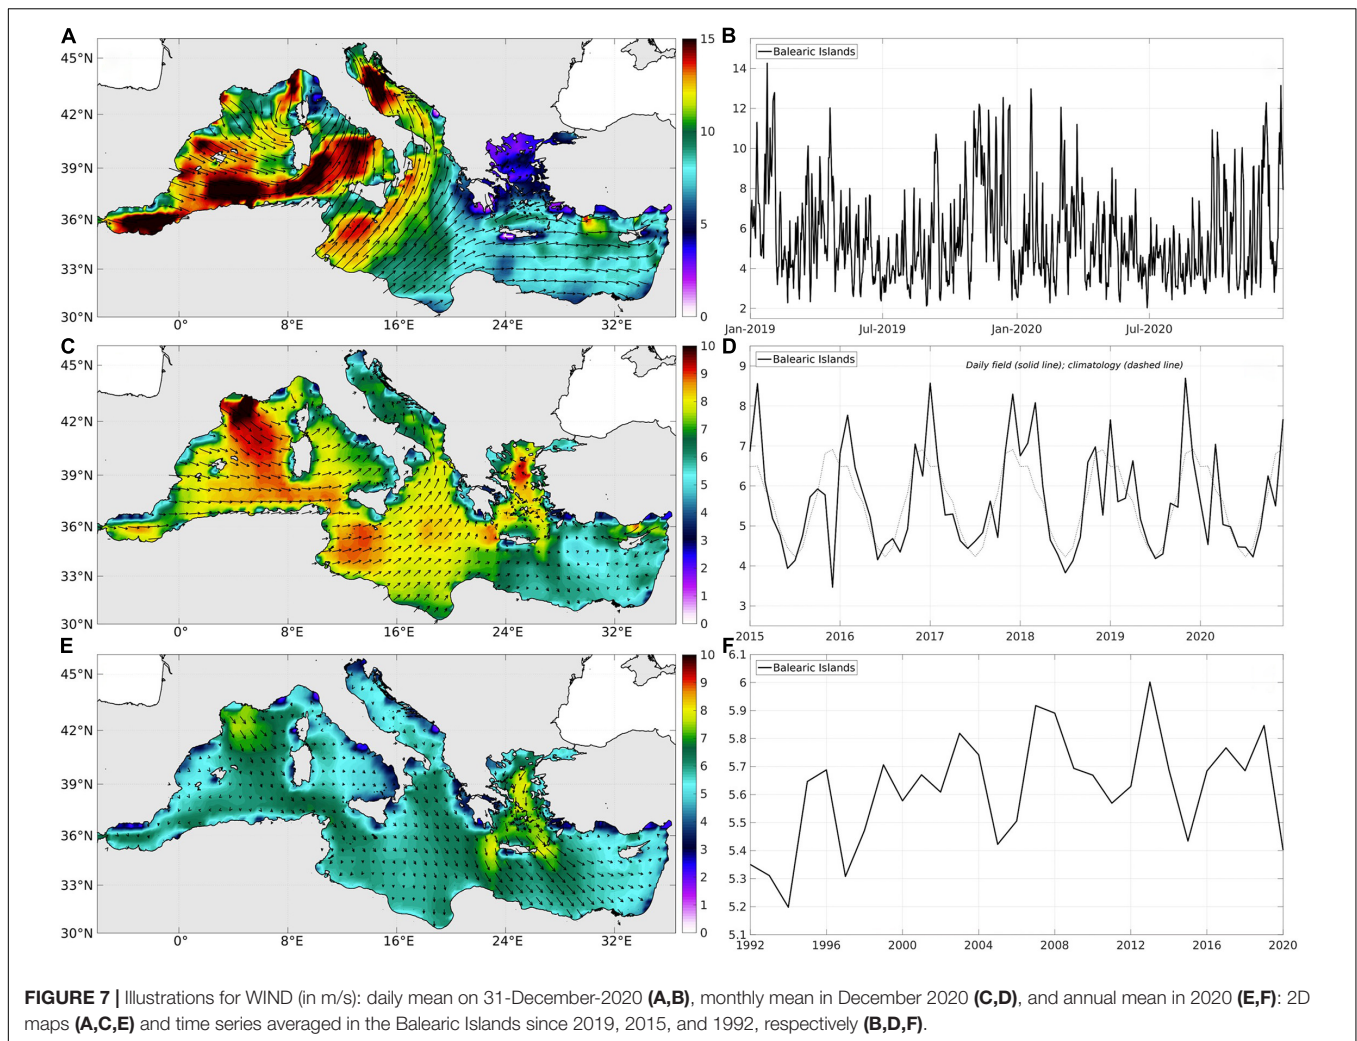 A
45°N
42°N
39°N
36°N
33°N
30°N
0°
8°E
16°E
24°E
32°E
15
10
5
0
B
Balearic Islands
14
12
10
8
6
4
2
Jan-2019
Jul-2019
Jan-2020
Jul-2020
C
45°N
42°N
39°N
36°N
33°N
30°N
0°
8°E
16°E
24°E
32°E
10
9
8
7
6
5
4
3
2
1
0
D
Balearic Islands
Daily field (solid line); climatology (dashed line)
9
8
7
6
5
4
3
2015
2016
2017
2018
2019
2020
E
45°N
42°N
39°N
36°N
33°N
30°N
0°
8°E
16°E
24°E
32°E
10
9
8
7
6
5
4
3
2
1
0
F
Balearic Islands
6.1
6
5.9
5.8
5.7
5.6
5.5
5.4
5.3
5.2
5.1
1992
1996
2000
2004
2008
2012
2016
2020
FIGURE 7 | Illustrations for WIND (in m/s): daily mean on 31-December-2020 (A,B), monthly mean in December 2020 (C,D), and annual mean in 2020 (E,F): 2D
maps (A,C,E) and time series averaged in the Balearic Islands since 2019, 2015, and 1992, respectively (B,D,F).